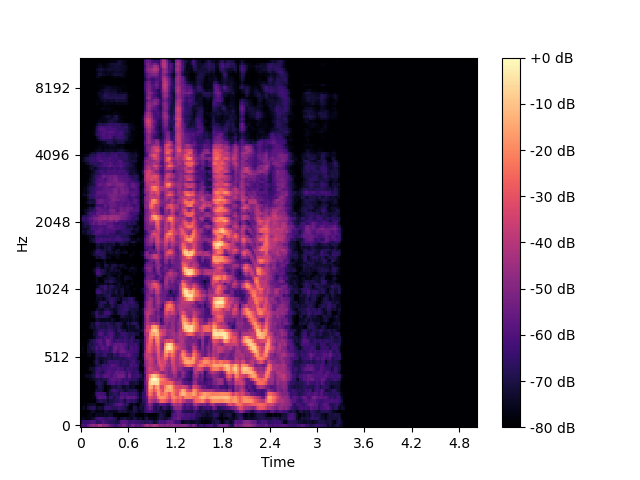 8192
4096
2048
1024
512
0
Hz
0 0.6 1.2 1.8 2.4 3 3.6 4.2 4.8
Time
+0 dB
-10 dB
-20 dB
-30 dB
-40 dB
-50 dB
-60 dB
-70 dB
-80 dB